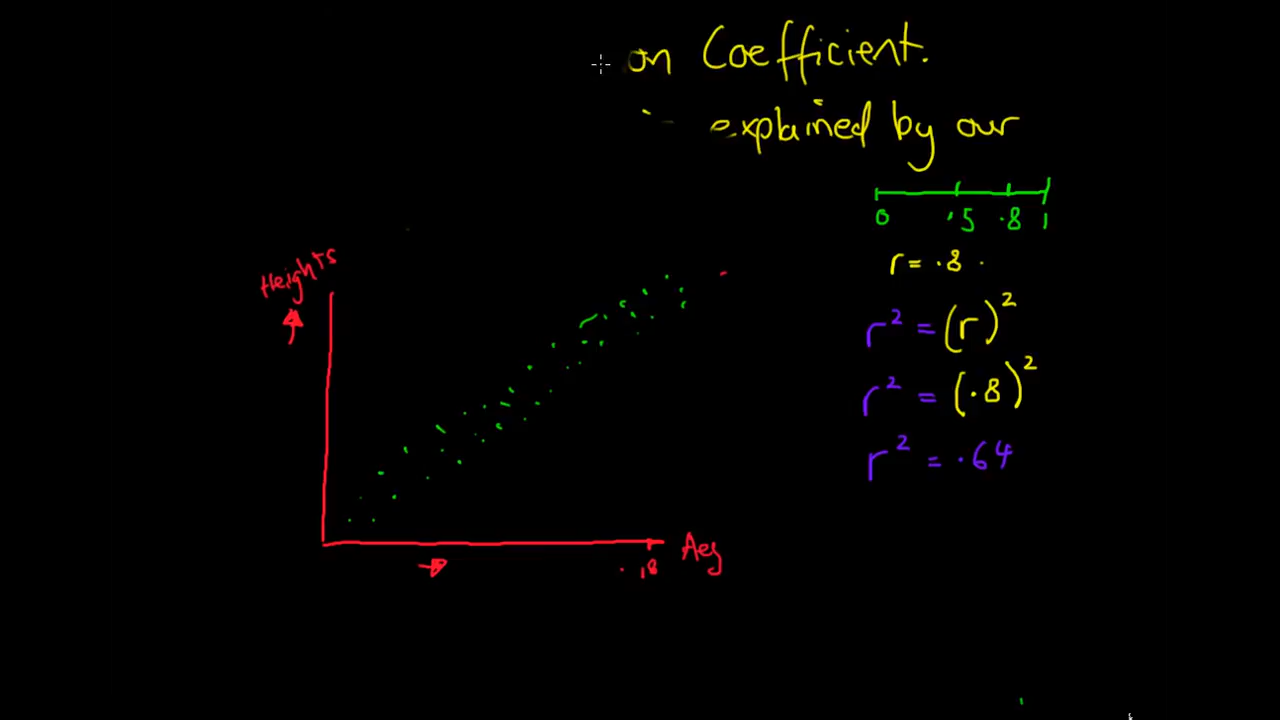 on Coefficient.
explained by our
0 .5 .8 1
r = .8
r² = (r)²
r² = (.8)²
r² = .64
Heights
Aeg
18